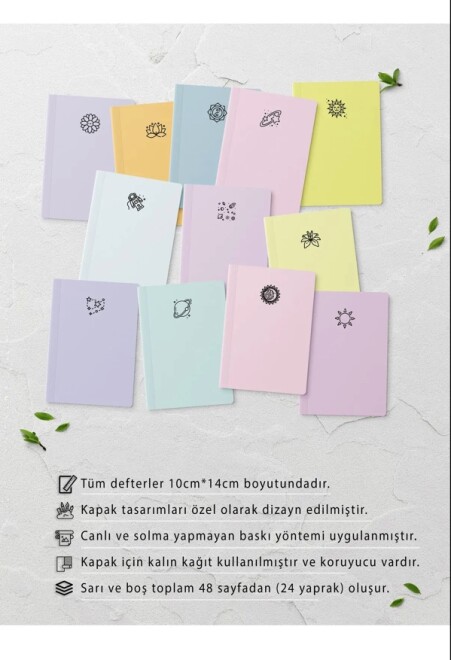 Tüm defterler 10cm*14cm boyutundadır.
Kapak tasarımları özel olarak dizayn edilmiştir.
Canlı ve solma yapmayan baskı yöntemi uygulanmıştır.
Kapak için kalın kağıt kullanılmıştır ve koruyucu vardır.
Sarı ve boş toplam 48 sayfadan (24 yaprak) oluşur.